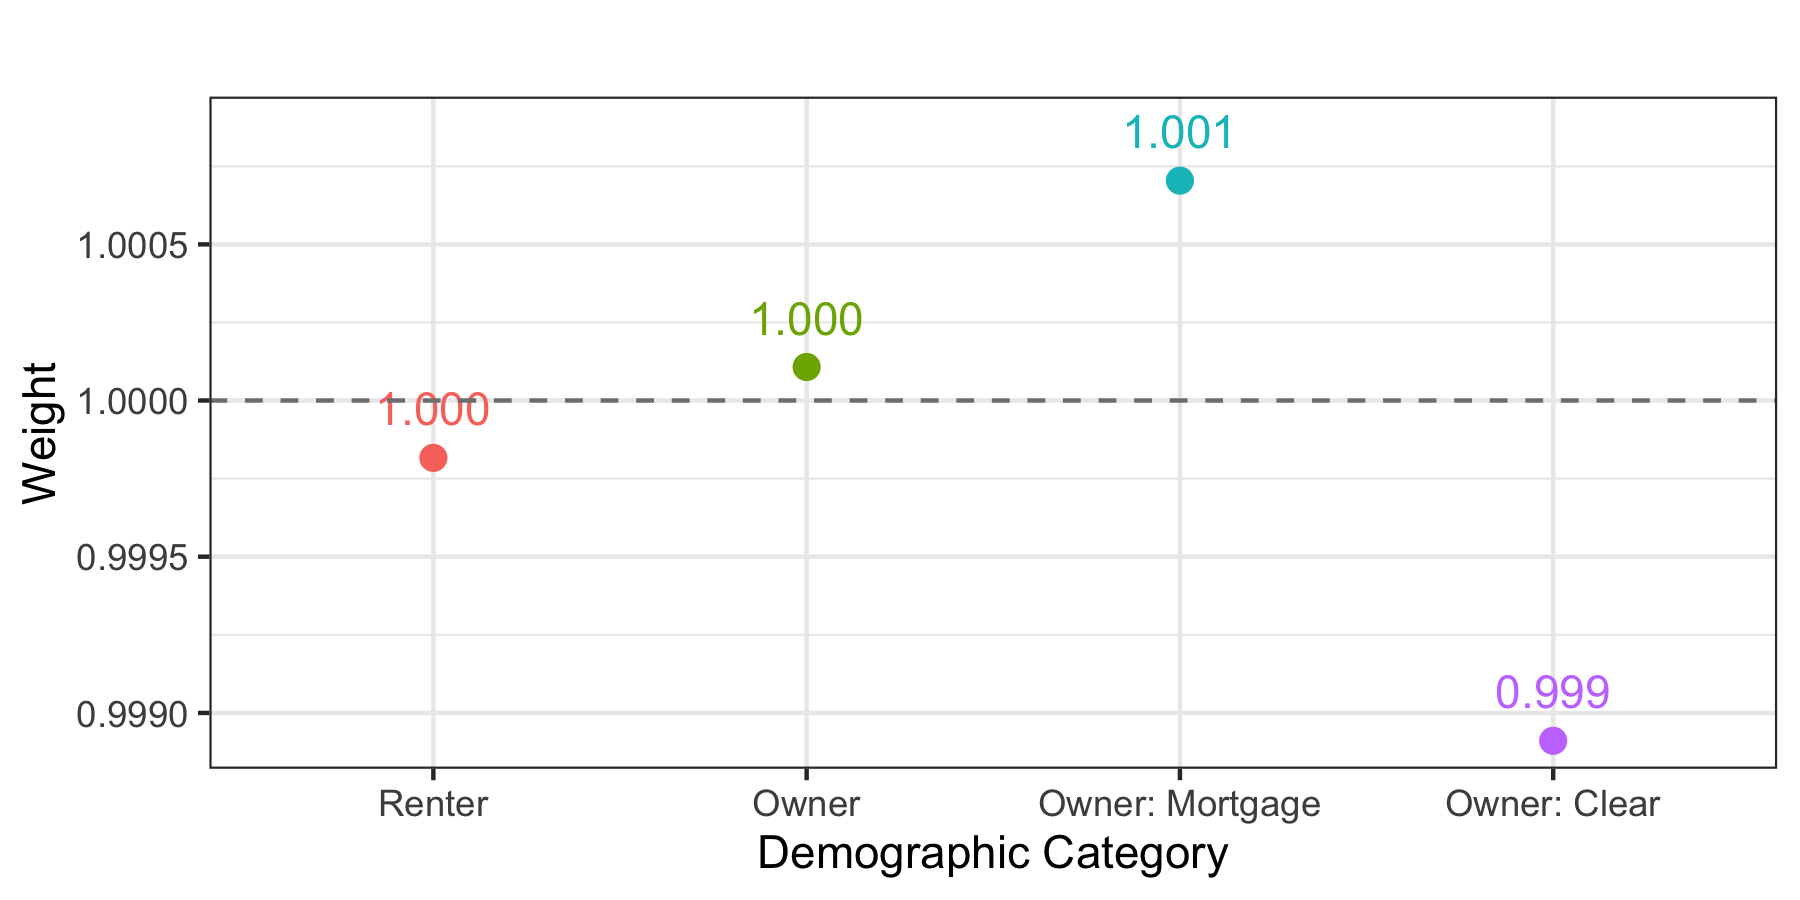 1.001
1.0005
1.000
1.0000
1.000
0.9995
0.999
0.9990
Weight
Renter
Owner
Owner: Mortgage
Owner: Clear
Demographic Category